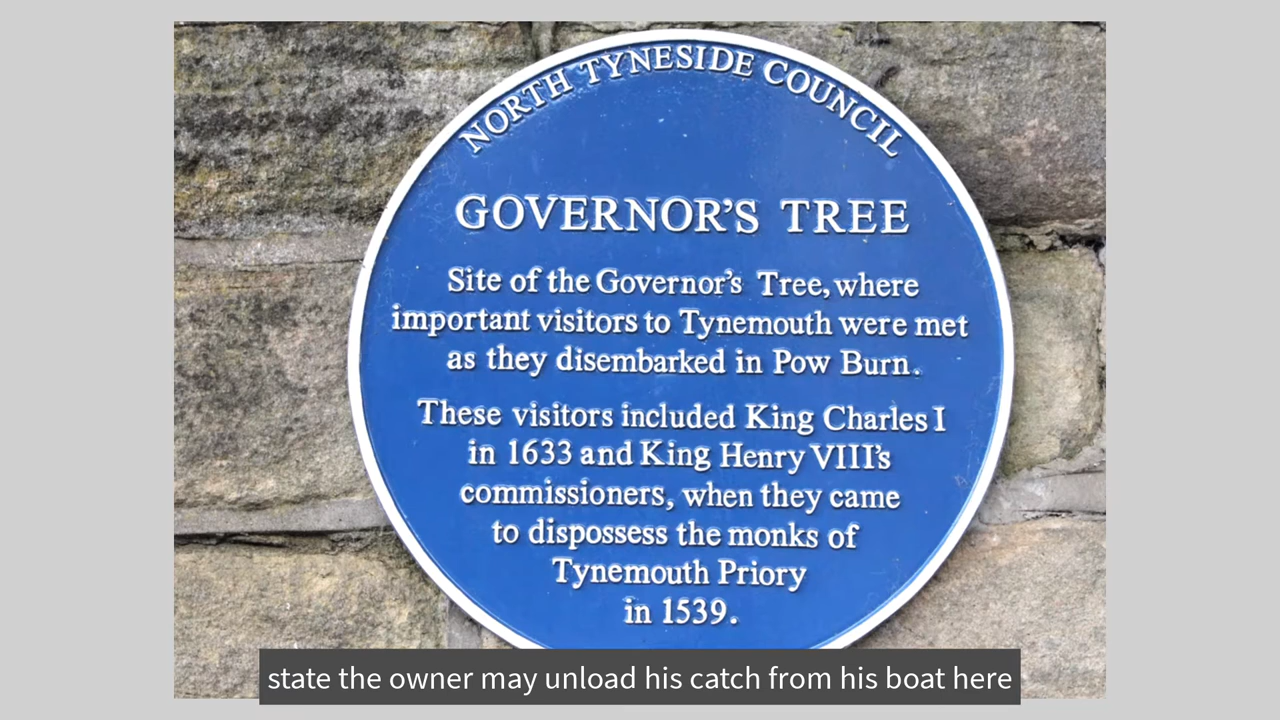 NORTH TYNESIDE COUNCIL
GOVERNOR'S TREE
Site of the Governor's Tree, where
important visitors to Tynemouth were met
as they disembarked in Pow Burn.
These visitors included King Charles I
in 1633 and King Henry VIII's
commissioners, when they came
to dispossess the monks of
Tynemouth Priory
in 1539.
state the owner may unload his catch from his boat here